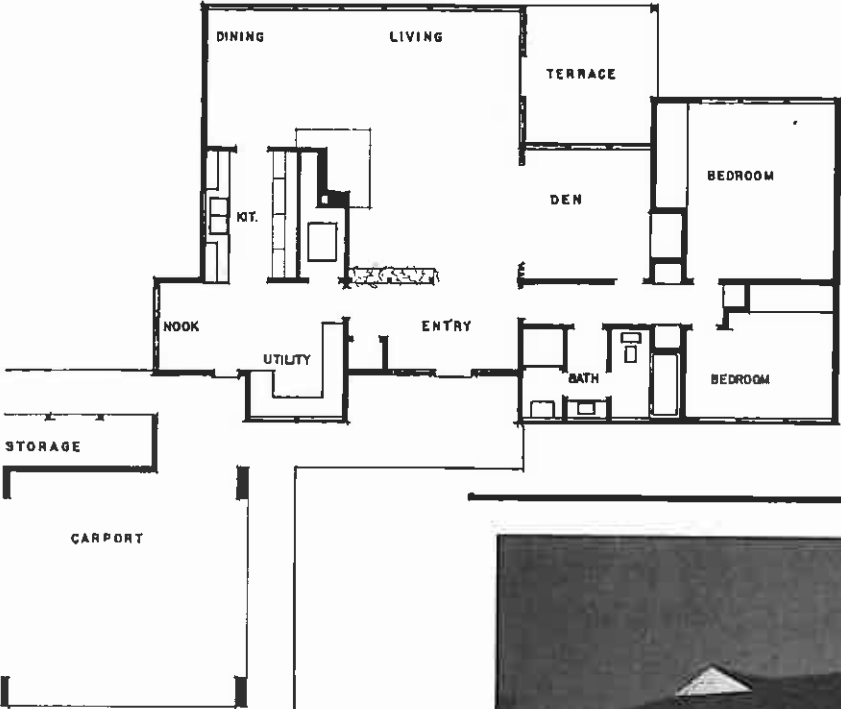 DINING
LIVING
TERRACE
BEDROOM
DEN
KIT.
NOOK
ENTRY
UTILITY
BATH
BEDROOM
STORAGE
CARPORT